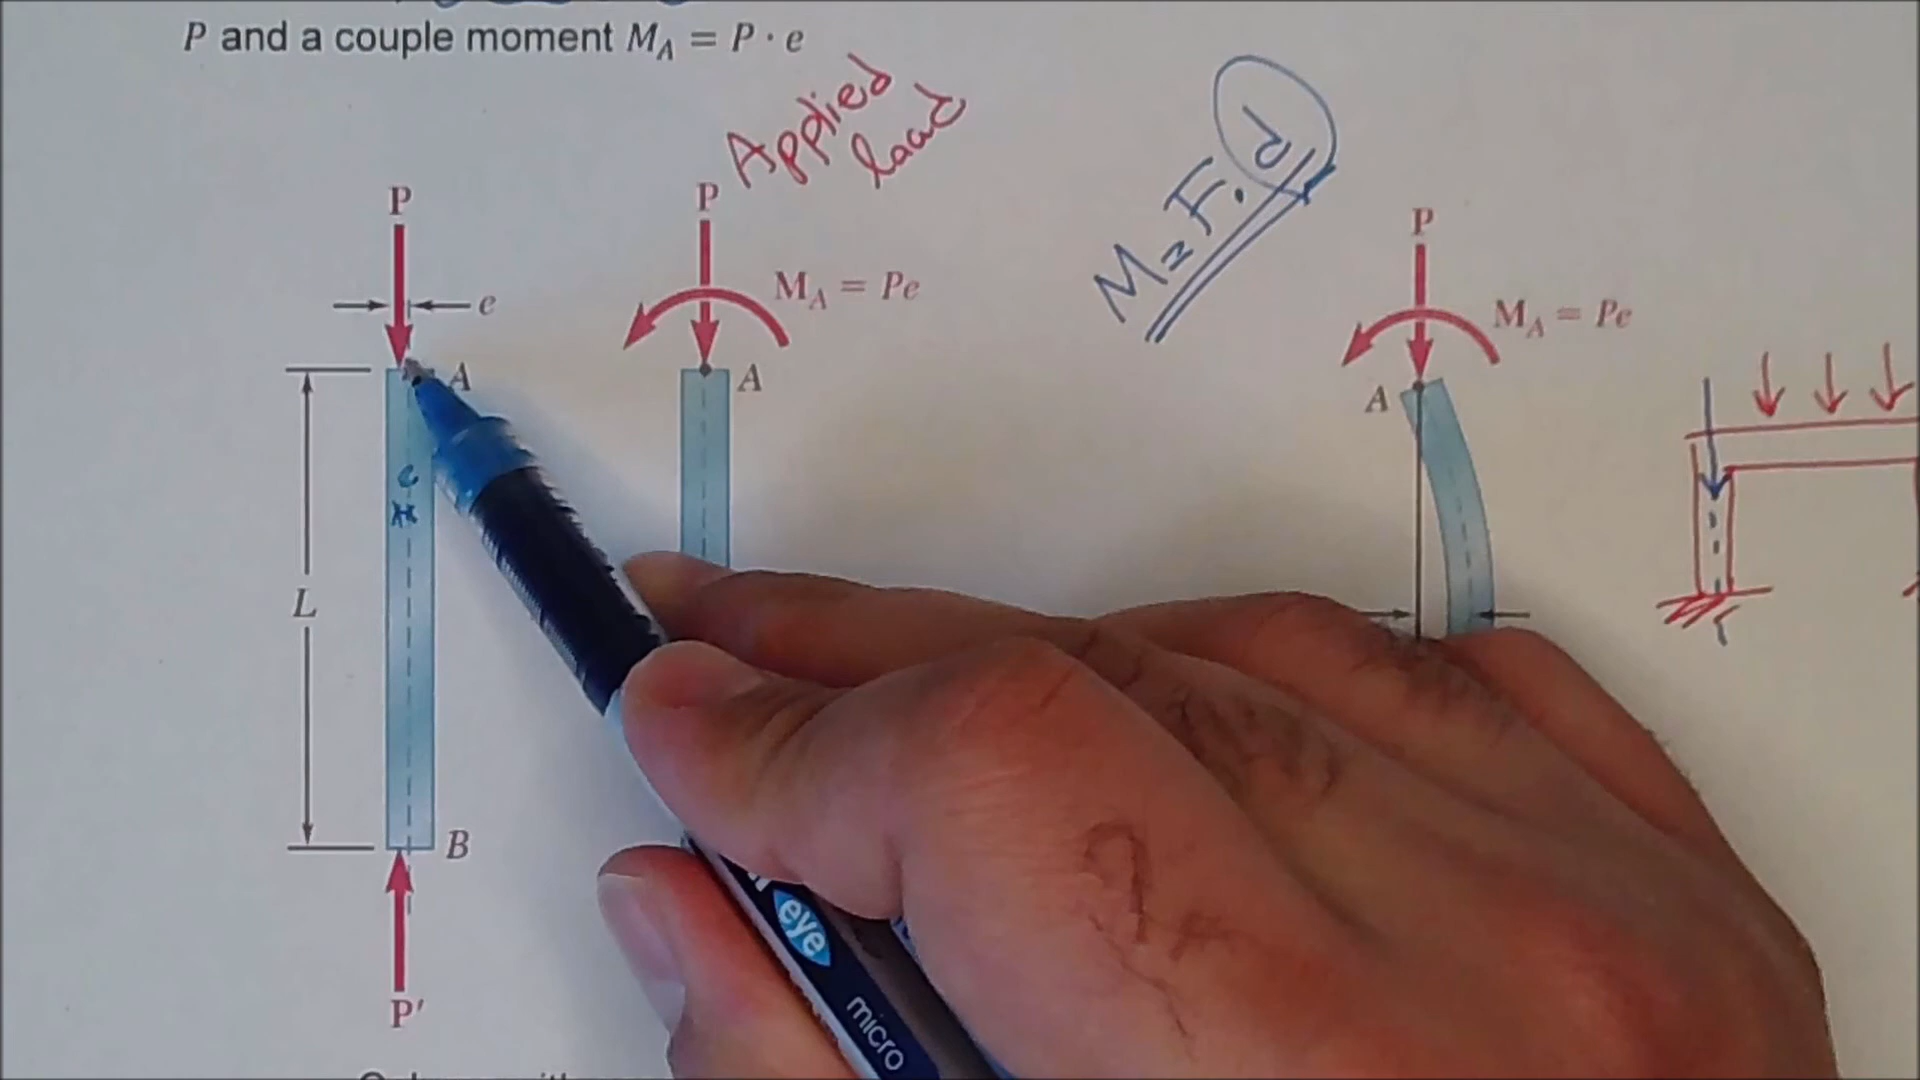 P and a couple moment M_A = P · e
Applied
load
M = F. d
P
P
P
e
M_A = Pe
M_A = Pe
A
A
A
e
L
B
P'
eye
micro